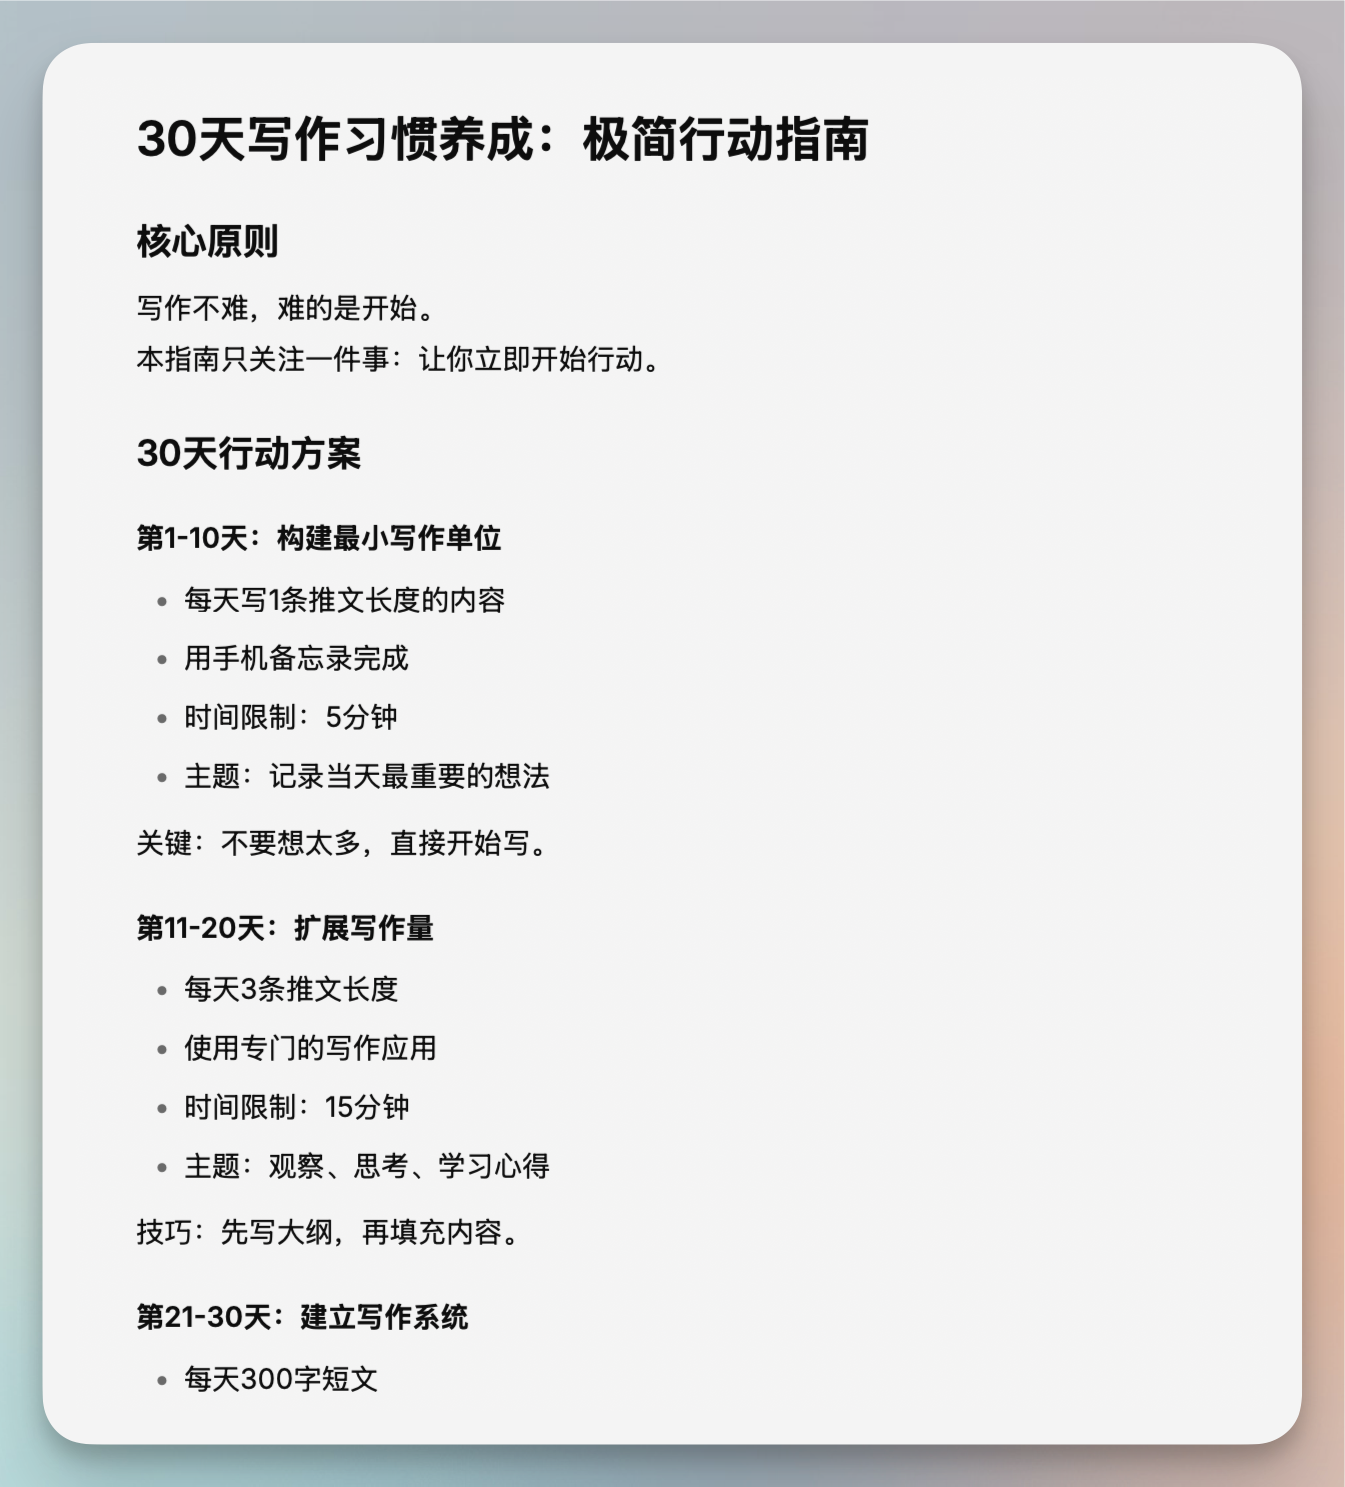 30天写作习惯养成：极简行动指南
核心原则
写作不难，难的是开始。
本指南只关注一件事：让你立即开始行动。
30天行动方案
第1-10天：构建最小写作单位
• 每天写1条推文长度的内容
• 用手机备忘录完成
• 时间限制：5分钟
• 主题：记录当天最重要的想法
关键：不要想太多，直接开始写。
第11-20天：扩展写作量
• 每天3条推文长度
• 使用专门的写作应用
• 时间限制：15分钟
• 主题：观察、思考、学习心得
技巧：先写大纲，再填充内容。
第21-30天：建立写作系统
• 每天300字短文